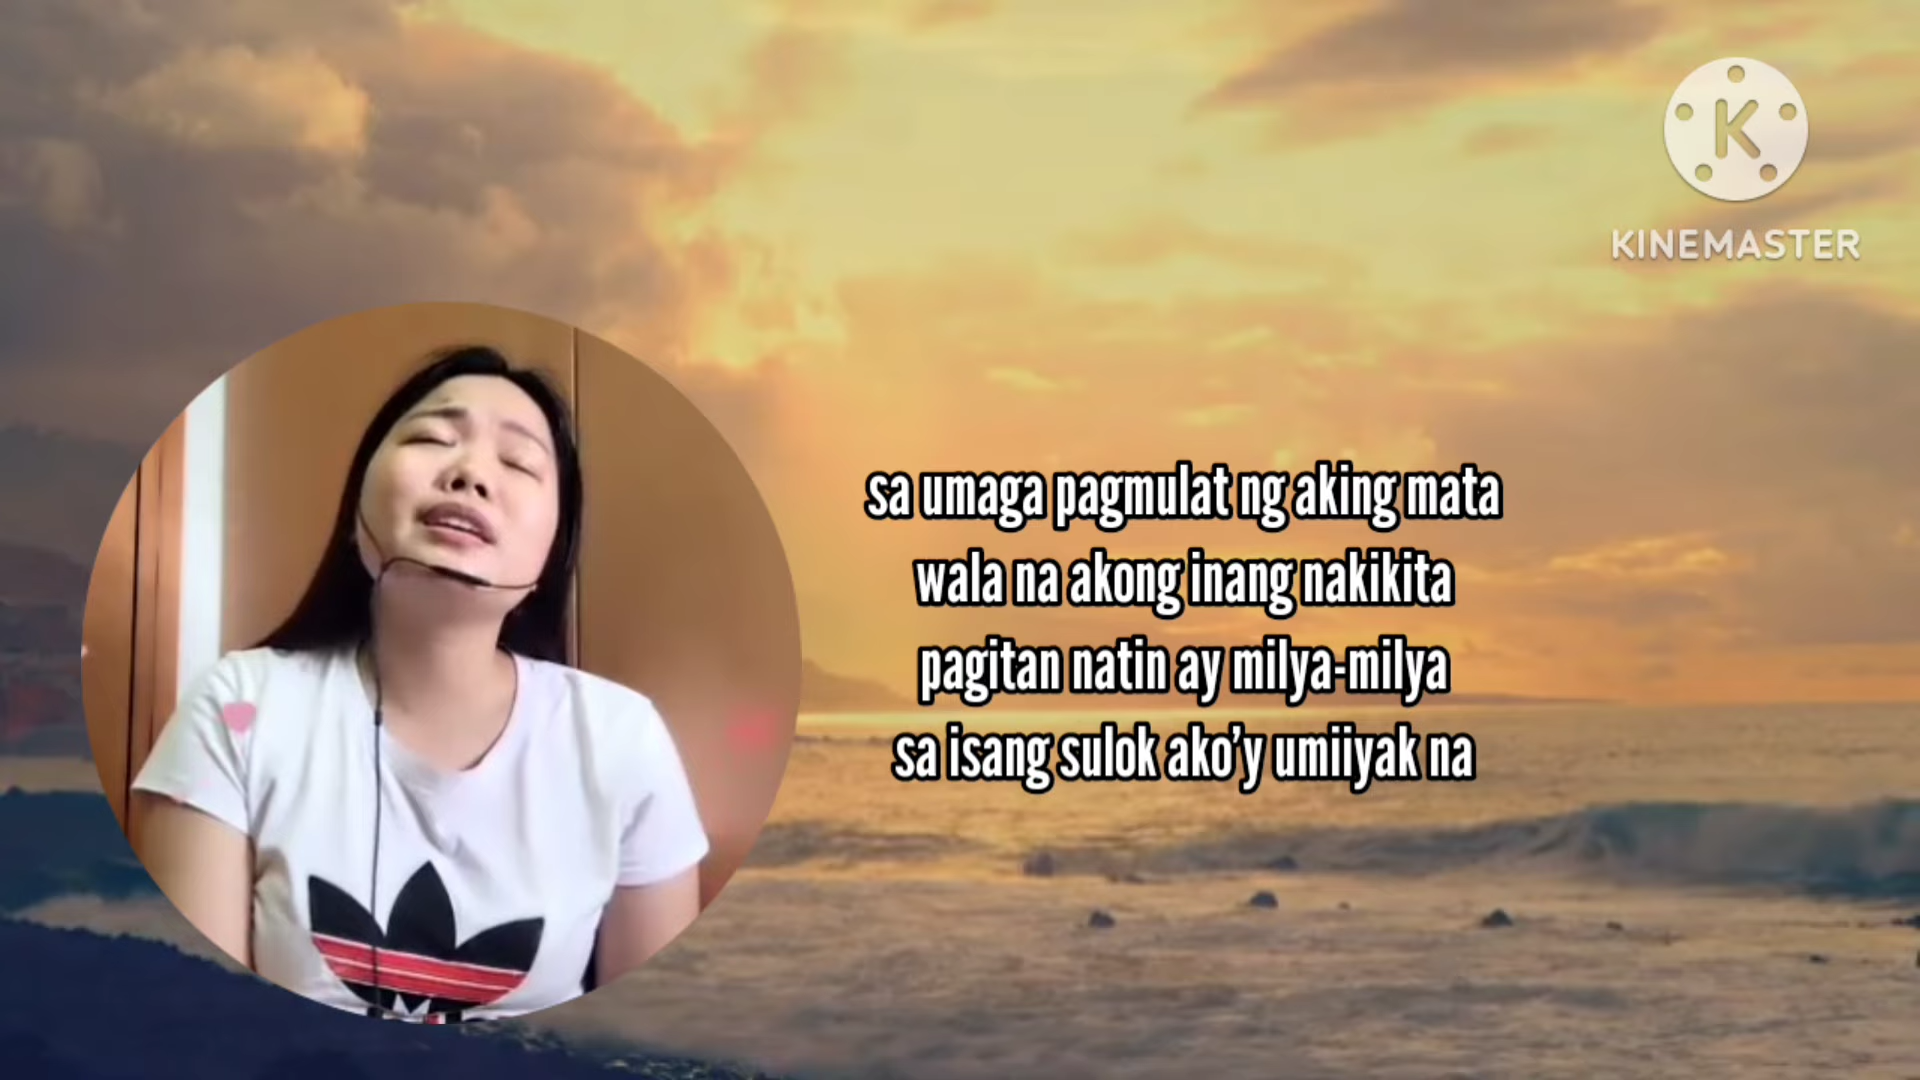 KINEMASTER
sa umaga pagmulat ng aking mata
wala na akong inang nakikita
pagitan natin ay milya-milya
sa isang sulok ako’y umiiyak na